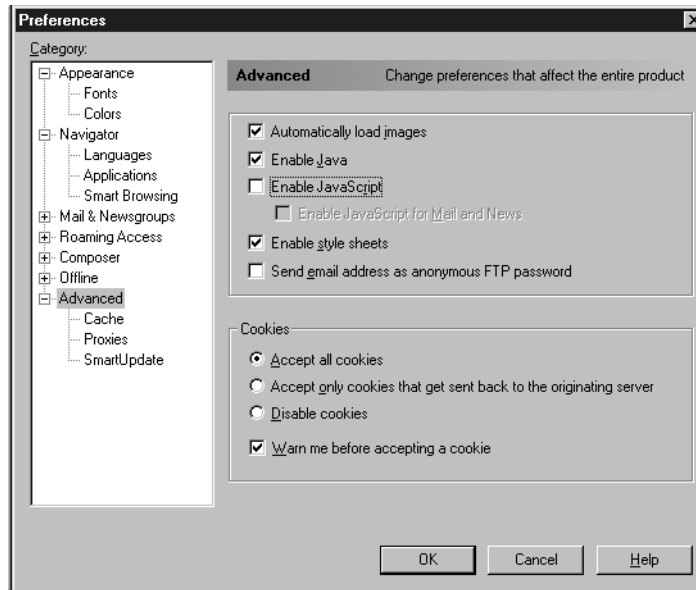 Preferences
Category:
Appearance
Fonts
Colors
Navigator
Languages
Applications
Smart Browsing
Mail & Newsgroups
Roaming Access
Composer
Offline
Advanced
Cache
Proxies
SmartUpdate
Advanced Change preferences that affect the entire product
Automatically load images
Enable Java
Enable JavaScript
Enable JavaScript for Mail and News
Enable style sheets
Send email address as anonymous FTP password
Cookies
Accept all cookies
Accept only cookies that get sent back to the originating server
Disable cookies
Warn me before accepting a cookie
OK Cancel Help